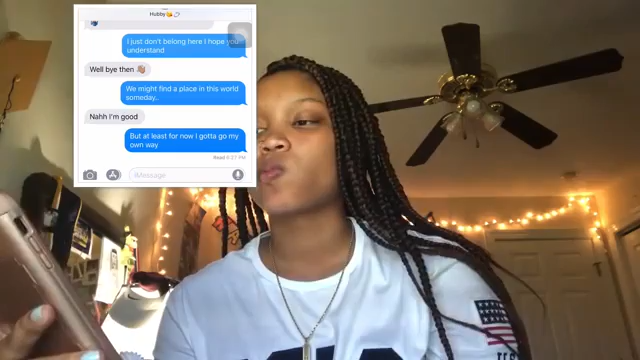 Hubby
I just don't belong here I hope you
understand
Well bye then
We might find a place in this world
someday..
Nahh I'm good
But at least for now I gotta go my
own way
Read 8:27 PM
iMessage